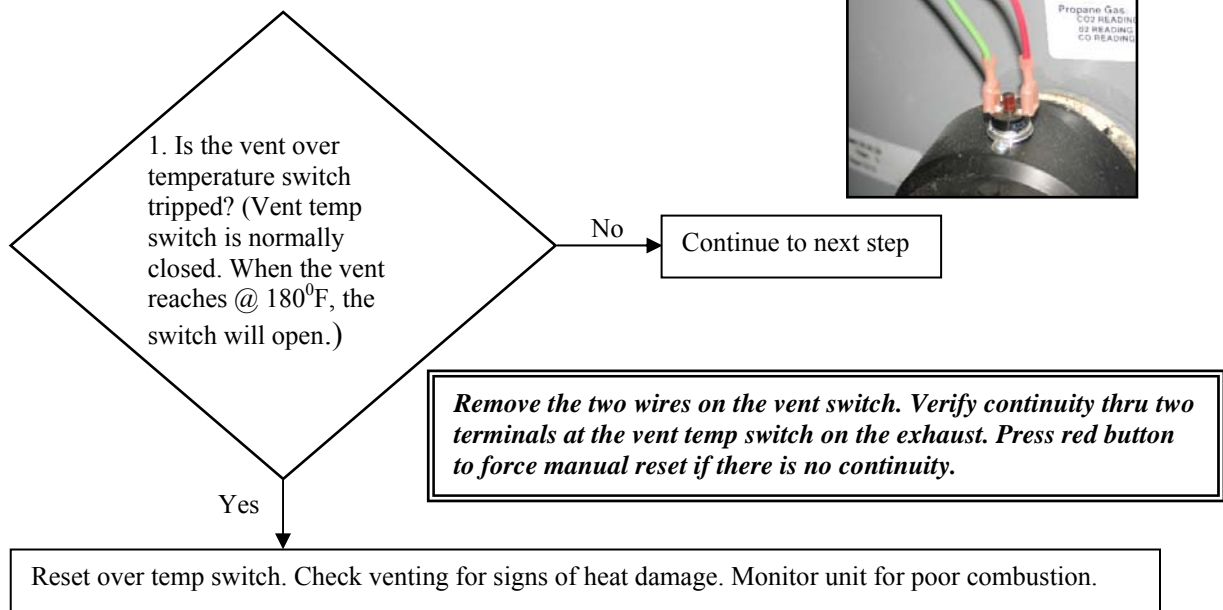 Propane Gas
CO2 READIN
02 READING
CO READING
1. Is the vent over
temperature switch
tripped? (Vent temp
switch is normally
closed. When the vent
reaches @ 180⁰F, the
switch will open.)
No
Continue to next step
Remove the two wires on the vent switch. Verify continuity thru two
terminals at the vent temp switch on the exhaust. Press red button
to force manual reset if there is no continuity.
Yes
Reset over temp switch. Check venting for signs of heat damage. Monitor unit for poor combustion.